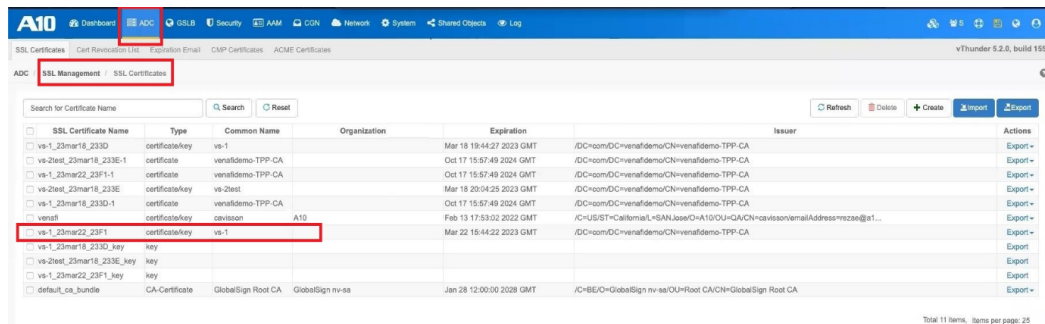 A10 Dashboard ADC GSLB Security AAM CGN Network System Shared Objects Log 5
SSL Certificates Cert Revocation List Expiration Email CMP Certificates ACME Certificates vThunder 5.2.0, build 155
ADC / SSL Management / SSL Certificates
Search for Certificate Name Search Reset Refresh Delete Create Import Export
SSL Certificate Name Type Common Name Organization Expiration Issuer Actions
vs-1_23mar18_233D certificate/key vs-1 Mar 18 19:44:27 2023 GMT /DC=com/DC=venafidemo/CN=venafidemo-TPP-CA Export
vs-2test_23mar18_233E-1 certificate venafidemo-TPP-CA Oct 17 15:57:49 2024 GMT /DC=com/DC=venafidemo/CN=venafidemo-TPP-CA Export
vs-1_23mar22_23F1-1 certificate venafidemo-TPP-CA Oct 17 15:57:49 2024 GMT /DC=com/DC=venafidemo/CN=venafidemo-TPP-CA Export
vs-2test_23mar18_233E certificate/key vs-2test Mar 18 20:04:25 2023 GMT /DC=com/DC=venafidemo/CN=venafidemo-TPP-CA Export
vs-1_23mar18_233D-1 certificate venafidemo-TPP-CA Oct 17 15:57:49 2024 GMT /DC=com/DC=venafidemo/CN=venafidemo-TPP-CA Export
venafi certificate/key cavisson A10 Feb 13 17:53:02 2022 GMT /C=US/ST=California/L=SANJose/O=A10/OU=QA/CN=cavisson/emailAddress=rezae@a1... Export
vs-1_23mar22_23F1 certificate/key vs-1 Mar 22 15:44:22 2023 GMT /DC=com/DC=venafidemo/CN=venafidemo-TPP-CA Export
vs-1_23mar18_233D_key key Export
vs-2test_23mar18_233E_key key Export
vs-1_23mar22_23F1_key key Export
default_ca_bundle CA-Certificate GlobalSign Root CA GlobalSign nv-sa Jan 28 12:00:00 2028 GMT /C=BE/O=GlobalSign nv-sa/OU=Root CA/CN=GlobalSign Root CA Export
Total 11 items, items per page: 25